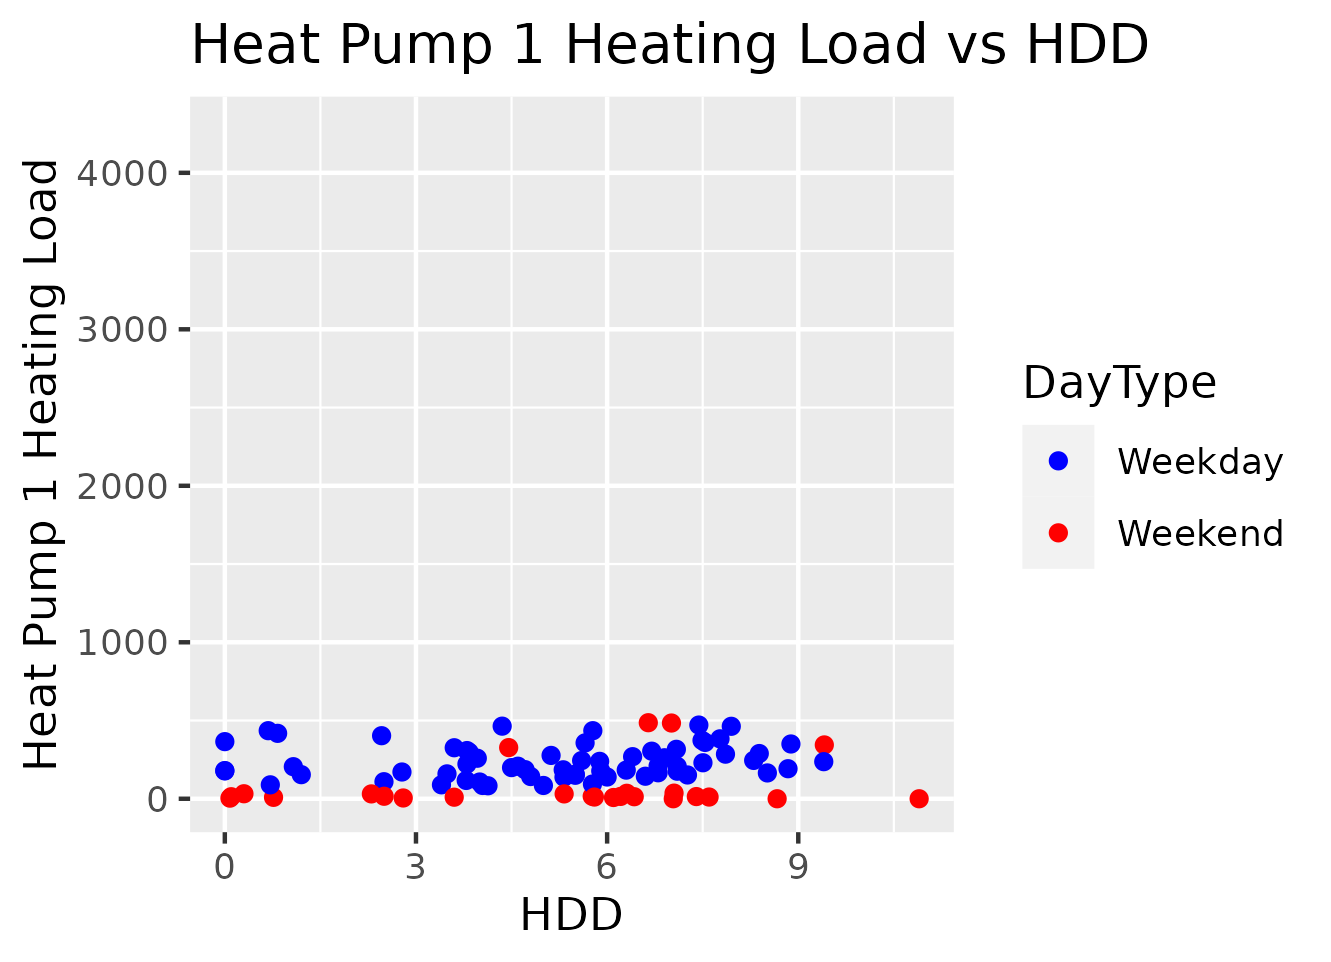 Heat Pump 1 Heating Load vs HDD
Heat Pump 1 Heating Load
4000
3000
2000
1000
0
0 3 6 9
HDD
DayType
Weekday
Weekend